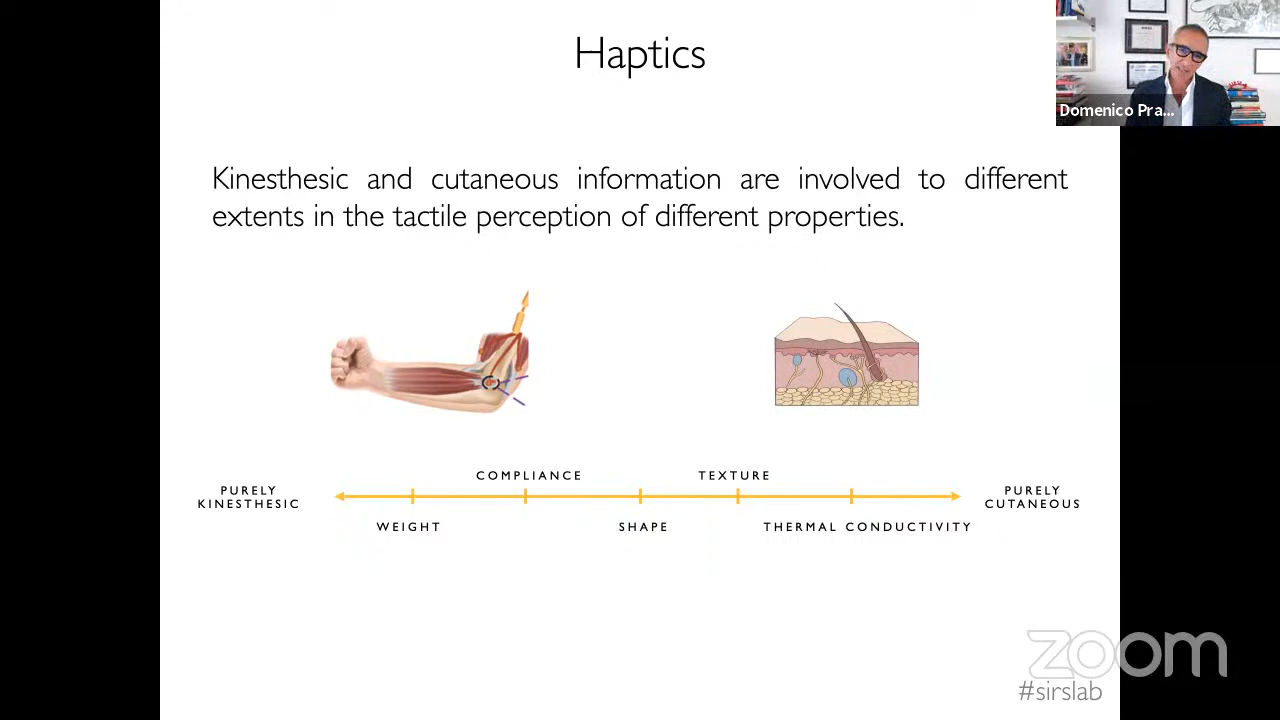 Haptics
Domenico Pra...
Kinesthesic and cutaneous information are involved to different
extents in the tactile perception of different properties.
COMPLIANCE
TEXTURE
PURELY
KINESTHESIC
PURELY
CUTANEOUS
WEIGHT
SHAPE
THERMAL CONDUCTIVITY
zoom
#sirslab